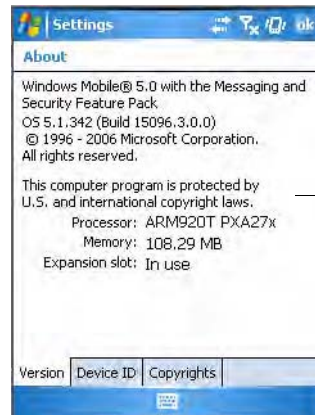 Settings
ok
About
Windows Mobile® 5.0 with the Messaging and
Security Feature Pack
OS 5.1.342 (Build 15096.3.0.0)
© 1996 - 2006 Microsoft Corporation.
All rights reserved.
This computer program is protected by
U.S. and international copyright laws.
Processor: ARM920T PXA27x
Memory: 108.29 MB
Expansion slot: In use
Version Device ID Copyrights